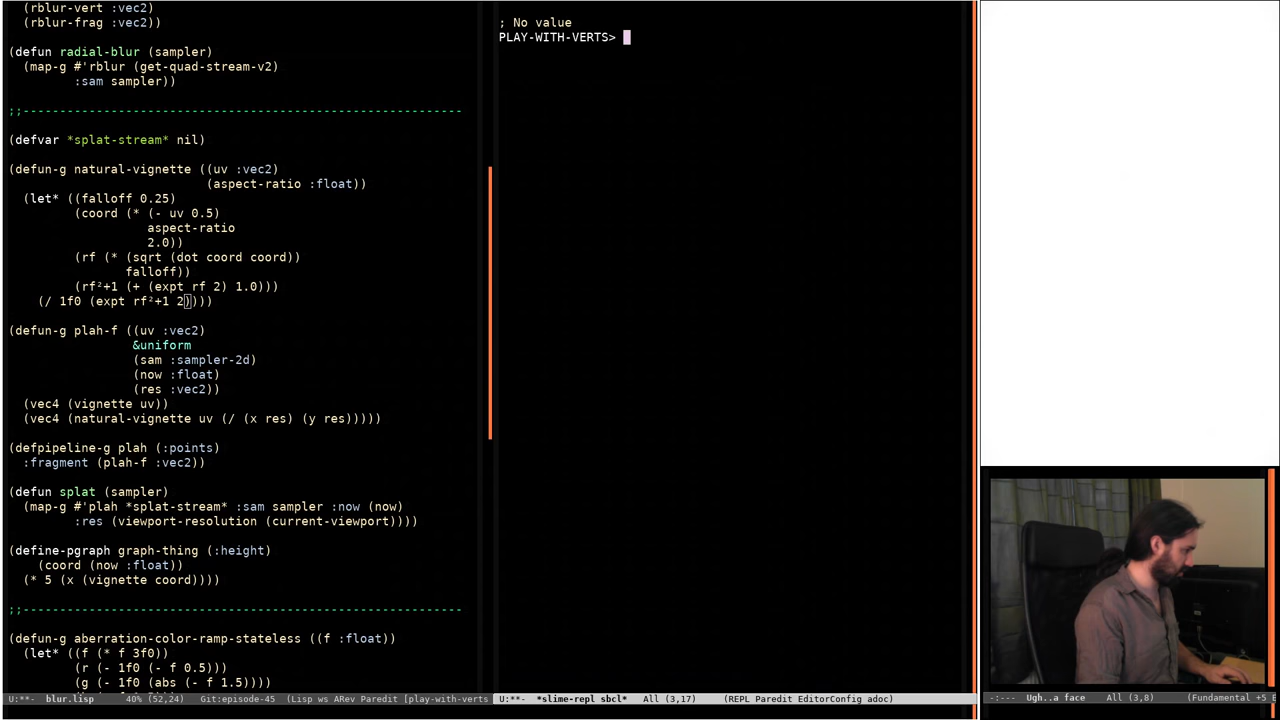 (rblur-vert :vec2)
(rblur-frag :vec2))
(defun radial-blur (sampler)
(map-g #'rblur (get-quad-stream-v2)
:sam sampler))
;;------------------------------------------------------------
(defvar *splat-stream* nil)
(defun-g natural-vignette ((uv :vec2)
(aspect-ratio :float))
(let* ((falloff 0.25)
(coord (* (- uv 0.5)
aspect-ratio
2.0))
(rf (* (sqrt (dot coord coord))
falloff))
(rf²+1 (+ (expt rf 2) 1.0)))
(/ 1f0 (expt rf²+1 2))))
(defun-g plah-f ((uv :vec2)
&uniform
(sam :sampler-2d)
(now :float)
(res :vec2))
(vec4 (vignette uv))
(vec4 (natural-vignette uv (/ (x res) (y res)))))
(defpipeline-g plah (:points)
:fragment (plah-f :vec2))
(defun splat (sampler)
(map-g #'plah *splat-stream* :sam sampler :now (now)
:res (viewport-resolution (current-viewport))))
(define-pgraph graph-thing (:height)
(coord (now :float))
(* 5 (x (vignette coord))))
;;------------------------------------------------------------
(defun-g aberration-color-ramp-stateless ((f :float))
(let* ((f (* f 3f0))
(r (- 1f0 (- f 0.5)))
(g (- 1f0 (abs (- f 1.5))))
U:**- blur.lisp 40% (52,24) Git:episode-45 (Lisp ws ARev Paredit [play-with-verts
; No value
PLAY-WITH-VERTS>
U:**- *slime-repl sbcl* All (3,17) (REPL Paredit EditorConfig adoc)
-:--- Ugh..a face All (3,8) (Fundamental +5 E